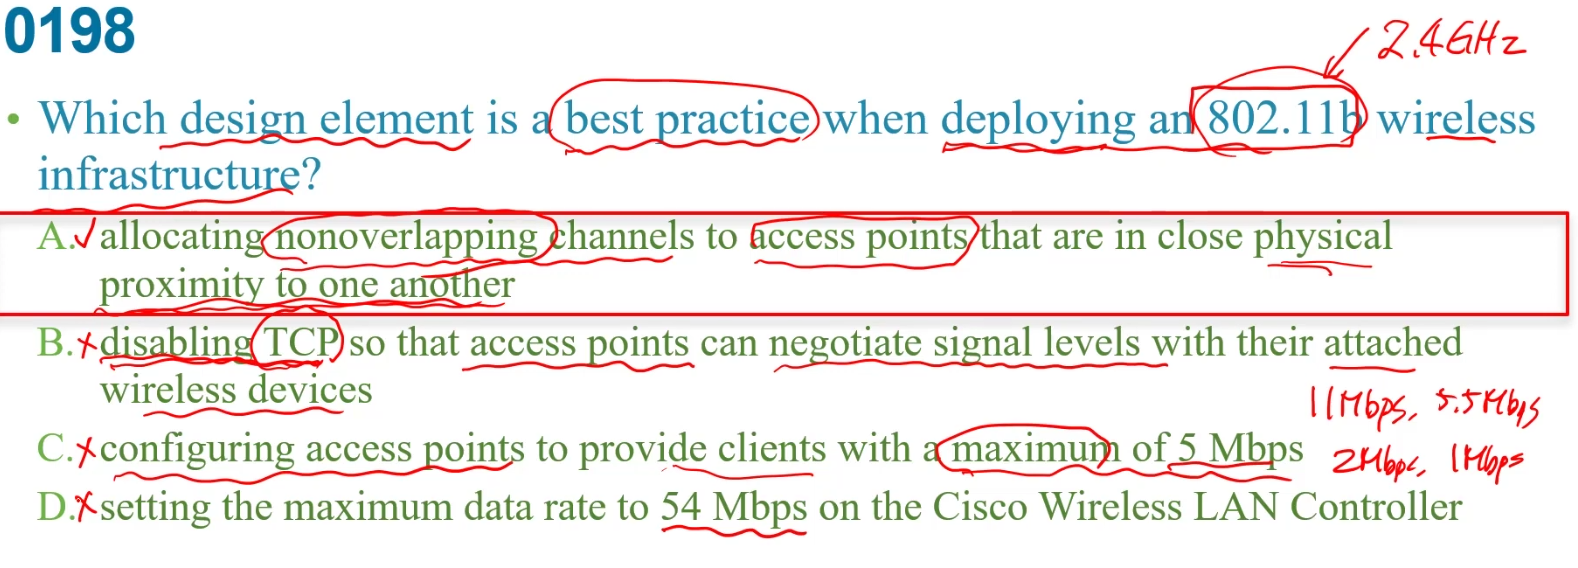 0198
2.4GHz
• Which design element is a best practice when deploying an 802.11b wireless
infrastructure?
A. allocating nonoverlapping channels to access points that are in close physical
proximity to one another
B. disabling TCP so that access points can negotiate signal levels with their attached
wireless devices
11Mbps, 5.5Mbps
C. configuring access points to provide clients with a maximum of 5 Mbps
2Mbps, 1Mbps
D. setting the maximum data rate to 54 Mbps on the Cisco Wireless LAN Controller